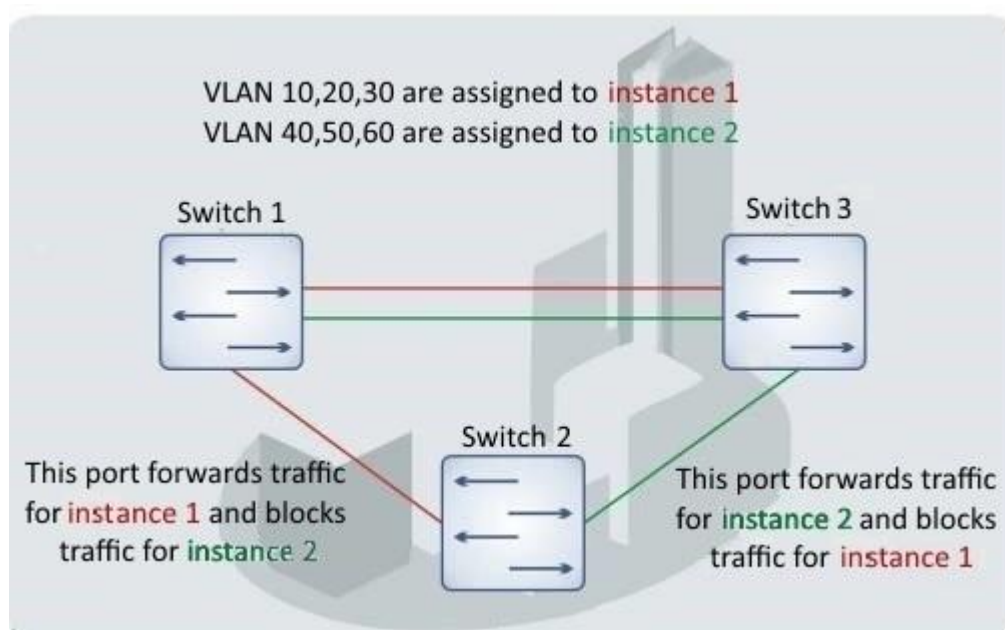 VLAN 10,20,30 are assigned to instance 1
VLAN 40,50,60 are assigned to instance 2
Switch 1
Switch 3
Switch 2
This port forwards traffic
for instance 1 and blocks
traffic for instance 2
This port forwards traffic
for instance 2 and blocks
traffic for instance 1